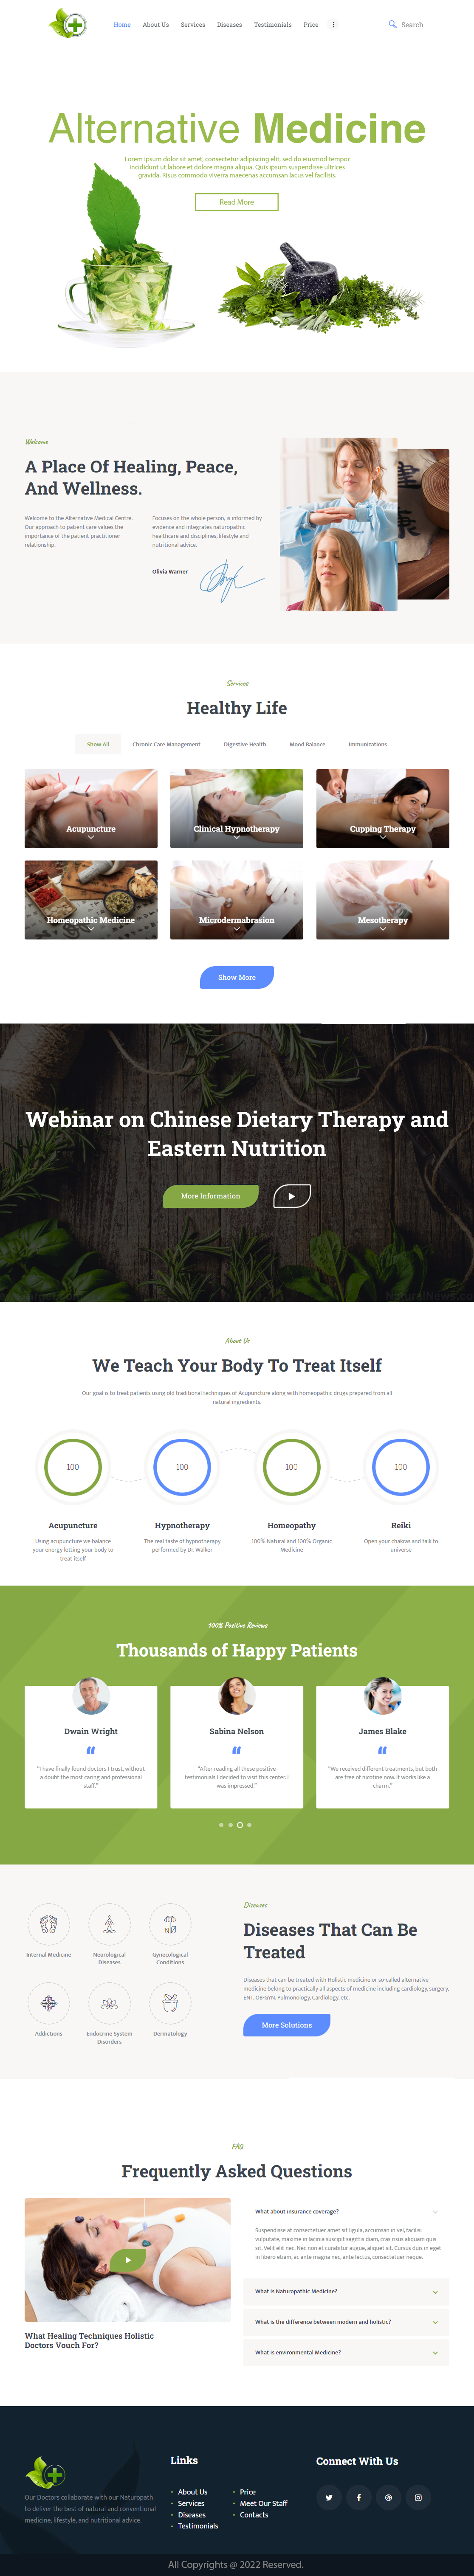 Home About Us Services Diseases Testimonials Price Search
Alternative Medicine
Lorem ipsum dolor sit amet, consectetur adipiscing elit, sed do eiusmod tempor
incididunt ut labore et dolore magna aliqua. Quis ipsum suspendisse ultrices
gravida. Risus commodo viverra maecenas accumsan lacus vel facilisis.
Read More
Welcome
A Place Of Healing, Peace,
And Wellness.
Welcome to the Alternative Medical Centre.
Our approach to patient care values the
importance of the patient-practitioner
relationship.
Focuses on the whole person, is informed by
evidence and integrates naturopathic
healthcare and disciplines, lifestyle and
nutritional advice.
Olivia Warner
Services
Healthy Life
Show All Chronic Care Management Digestive Health Mood Balance Immunizations
Acupuncture
Clinical Hypnotherapy
Cupping Therapy
Homeopathic Medicine
Microdermabrasion
Mesotherapy
Show More
Webinar on Chinese Dietary Therapy and
Eastern Nutrition
More Information
About Us
We Teach Your Body To Treat Itself
Our goal is to treat patients using old traditional techniques of Acupuncture along with homeopathic drugs prepared from all
natural ingredients.
100 100 100 100
Acupuncture
Using acupuncture we balance
your energy letting your body to
treat itself
Hypnotherapy
The real taste of hypnotherapy
performed by Dr. Walker
Homeopathy
100% Natural and 100% Organic
Medicine
Reiki
Open your chakras and talk to
universe
100% Positive Reviews
Thousands of Happy Patients
Dwain Wright
"I have finally found doctors I trust, without
a doubt the most caring and professional
staff."
Sabina Nelson
"After reading all these positive
testimonials I decided to visit this center. I
was impressed."
James Blake
"We received different treatments, but both
are free of nicotine now. It works like a
charm."
Internal Medicine
Neurological
Diseases
Gynecological
Conditions
Addictions
Endocrine System
Disorders
Dermatology
Diseases
Diseases That Can Be
Treated
Diseases that can be treated with Holistic medicine or so-called alternative
medicine belong to practically all aspects of medicine including cardiology, surgery,
ENT, OB-GYN, Pulmonology, Cardiology, etc.
More Solutions
FAQ
Frequently Asked Questions
What Healing Techniques Holistic
Doctors Vouch For?
What about insurance coverage?
Suspendisse at consectetuer amet sit ligula, accumsan in vel, facilisi
vulputate, maxime in lacinia suscipit sagittis diam, cras risus aliquam quis
sit. Velit elit nec. Nec non et curabitur augue, aliquet sit. Cursus duis in eget
in libero etiam, ac ante magna nec, ante lectus, consectetuer neque.
What is Naturopathic Medicine?
What is the difference between modern and holistic?
What is environmental Medicine?
Our Doctors collaborate with our Naturopath
to deliver the best of natural and conventional
medicine, lifestyle, and nutritional advice.
Links
About Us
Services
Diseases
Testimonials
Price
Meet Our Staff
Contacts
Connect With Us
All Copyrights @ 2022 Reserved.